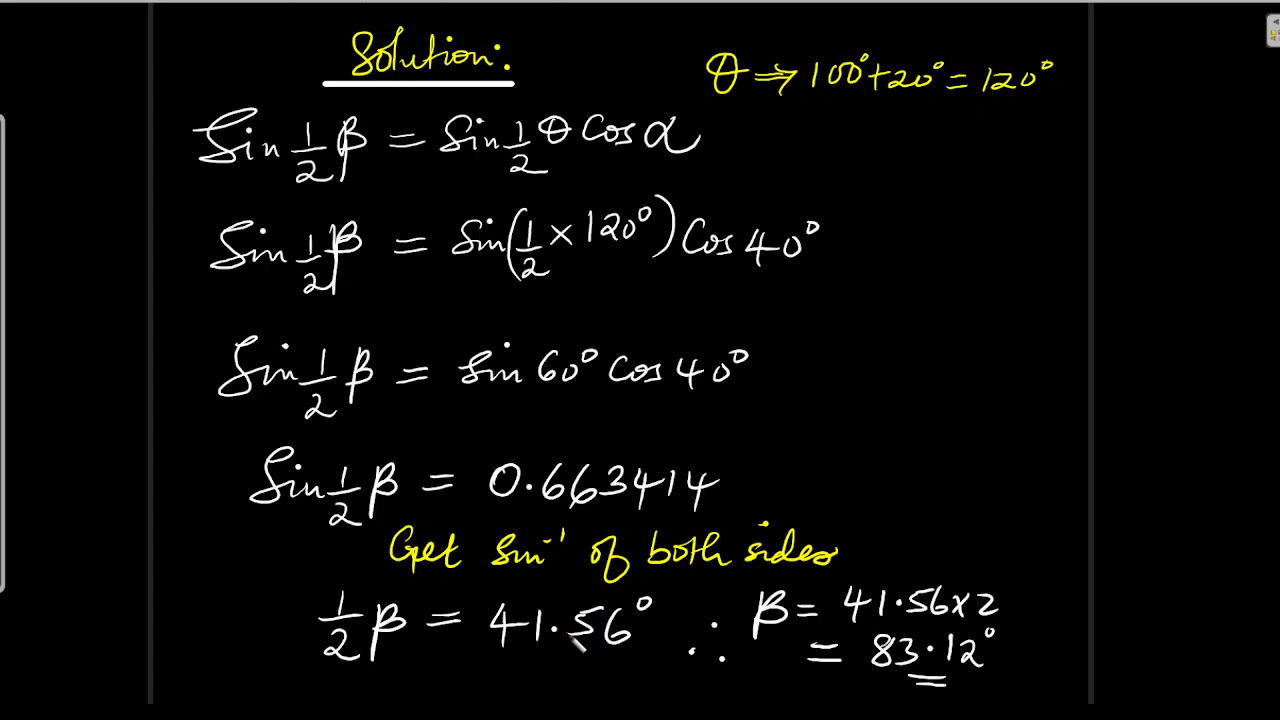 Solution:
θ ⇒ 100° + 20° = 120°
Sin 1/2 β = Sin 1/2 θ Cos α
Sin 1/2 β = Sin(1/2 × 120°) Cos 40°
Sin 1/2 β = Sin 60° Cos 40°
Sin 1/2 β = 0.663414
Get Sin⁻¹ of both sides
1/2 β = 41.56° ∴ β = 41.56 × 2
= 83.12°